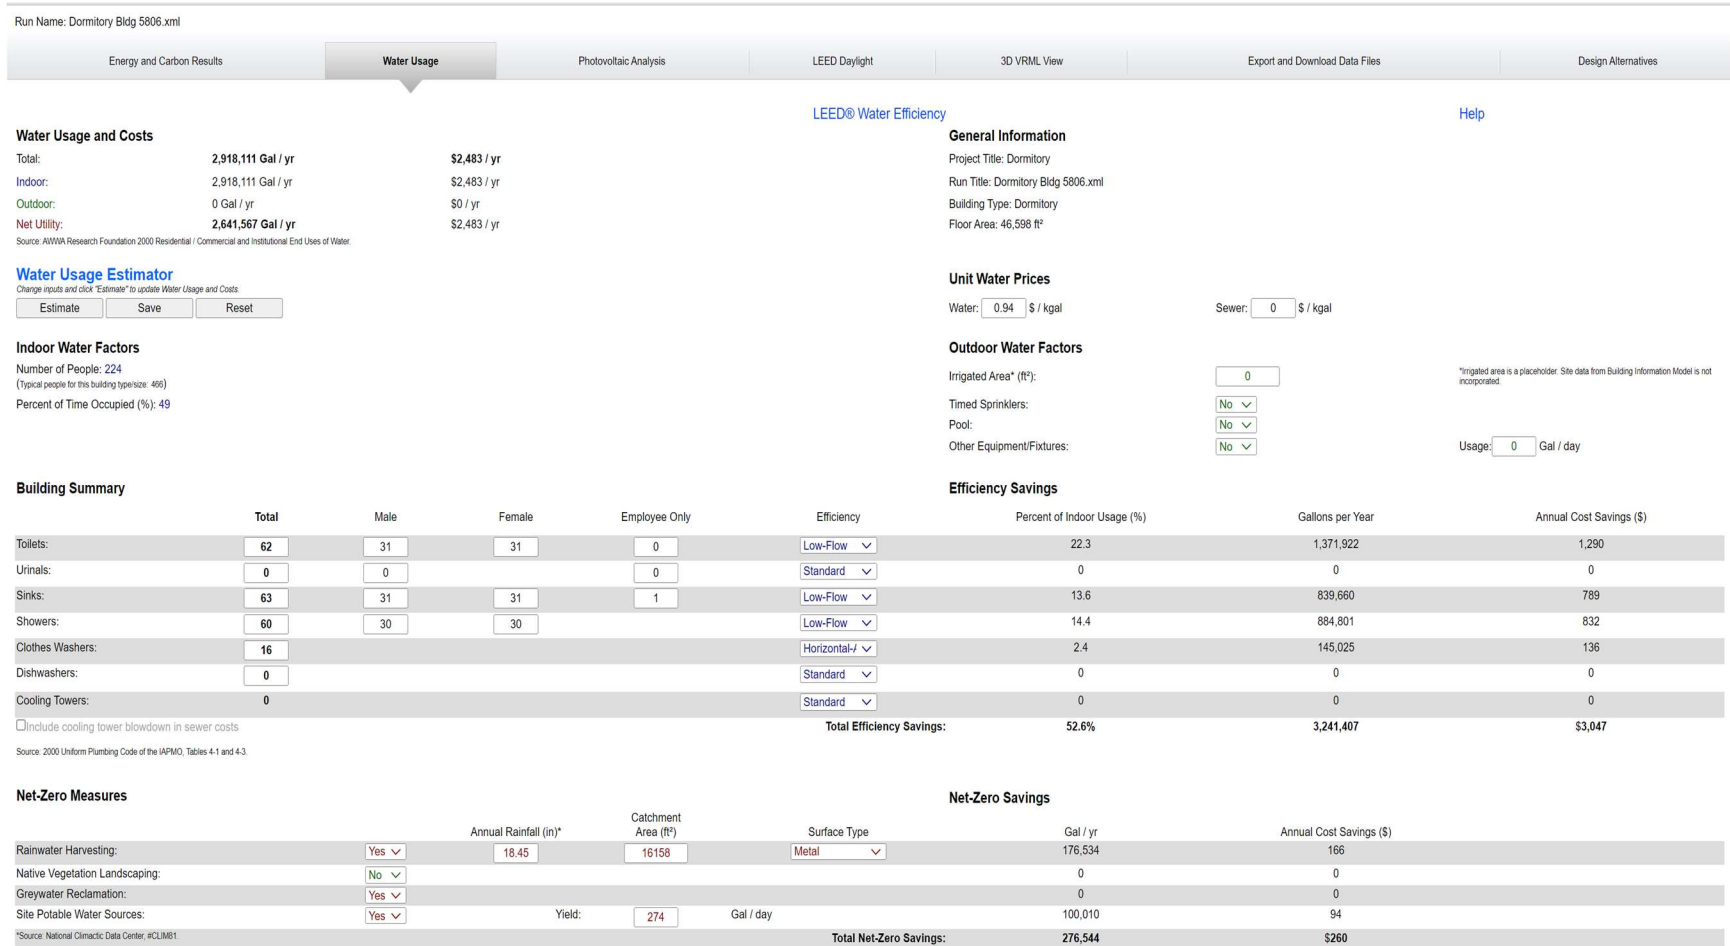 Run Name: Dormitory Bldg 5806.xml
Energy and Carbon Results Water Usage Photovoltaic Analysis LEED Daylight 3D VRML View Export and Download Data Files Design Alternatives
LEED® Water Efficiency Help
Water Usage and Costs
Total: 2,918,111 Gal / yr $2,483 / yr
Indoor: 2,918,111 Gal / yr $2,483 / yr
Outdoor: 0 Gal / yr $0 / yr
Net Utility: 2,641,567 Gal / yr $2,483 / yr
Source: AWWA Research Foundation 2000 Residential / Commercial and Institutional End Uses of Water.
General Information
Project Title: Dormitory
Run Title: Dormitory Bldg 5806.xml
Building Type: Dormitory
Floor Area: 46,598 ft²
Water Usage Estimator
Change inputs and click "Estimate" to update Water Usage and Costs.
Estimate Save Reset
Unit Water Prices
Water: 0.94 $ / kgal Sewer: 0 $ / kgal
Indoor Water Factors
Number of People: 224
(Typical people for this building type/size: 466)
Percent of Time Occupied (%): 49
Outdoor Water Factors
Irrigated Area* (ft²): 0
*Irrigated area is a placeholder. Site data from Building Information Model is not
incorporated.
Timed Sprinklers: No
Pool: No
Other Equipment/Fixtures: No Usage: 0 Gal / day
Building Summary Efficiency Savings
Total Male Female Employee Only Efficiency Percent of Indoor Usage (%) Gallons per Year Annual Cost Savings ($)
Toilets: 62 31 31 0 Low-Flow 22.3 1,371,922 1,290
Urinals: 0 0 0 Standard 0 0 0
Sinks: 63 31 31 1 Low-Flow 13.6 839,660 789
Showers: 60 30 30 Low-Flow 14.4 884,801 832
Clothes Washers: 16 Horizontal-A 2.4 145,025 136
Dishwashers: 0 Standard 0 0 0
Cooling Towers: 0 Standard 0 0 0
Include cooling tower blowdown in sewer costs Total Efficiency Savings: 52.6% 3,241,407 $3,047
Source: 2000 Uniform Plumbing Code of the IAPMO, Tables 4-1 and 4-3.
Net-Zero Measures Net-Zero Savings
Annual Rainfall (in)* Catchment
Area (ft²) Surface Type Gal / yr Annual Cost Savings ($)
Rainwater Harvesting: Yes 18.45 16158 Metal 176,534 166
Native Vegetation Landscaping: No 0 0
Greywater Reclamation: Yes 0 0
Site Potable Water Sources: Yes Yield: 274 Gal / day 100,010 94
*Source: National Climactic Data Center, #CLIM81. Total Net-Zero Savings: 276,544 $260